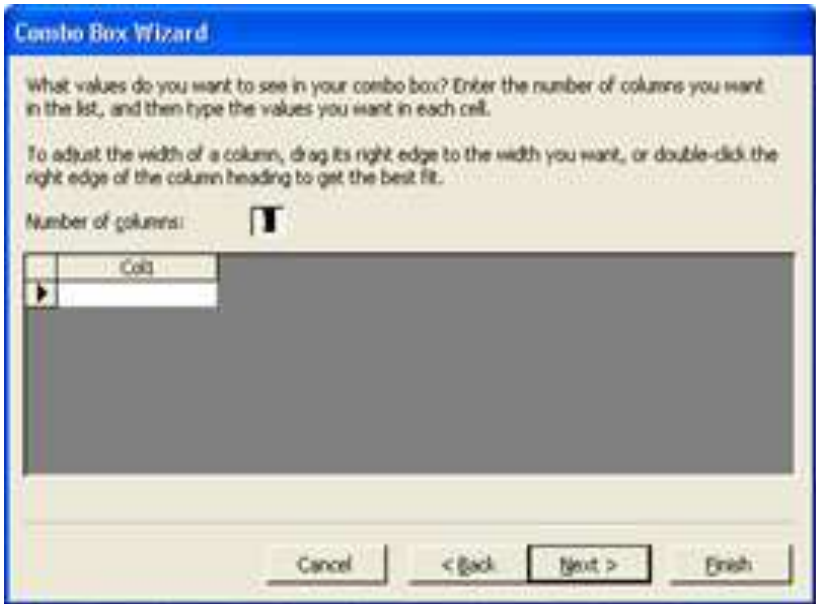 Combo Box Wizard
What values do you want to see in your combo box? Enter the number of columns you want
in the list, and then type the values you want in each cell.
To adjust the width of a column, drag its right edge to the width you want, or double-click the
right edge of the column heading to get the best fit.
Number of columns: 1
Col1
Cancel < Back Next > Finish